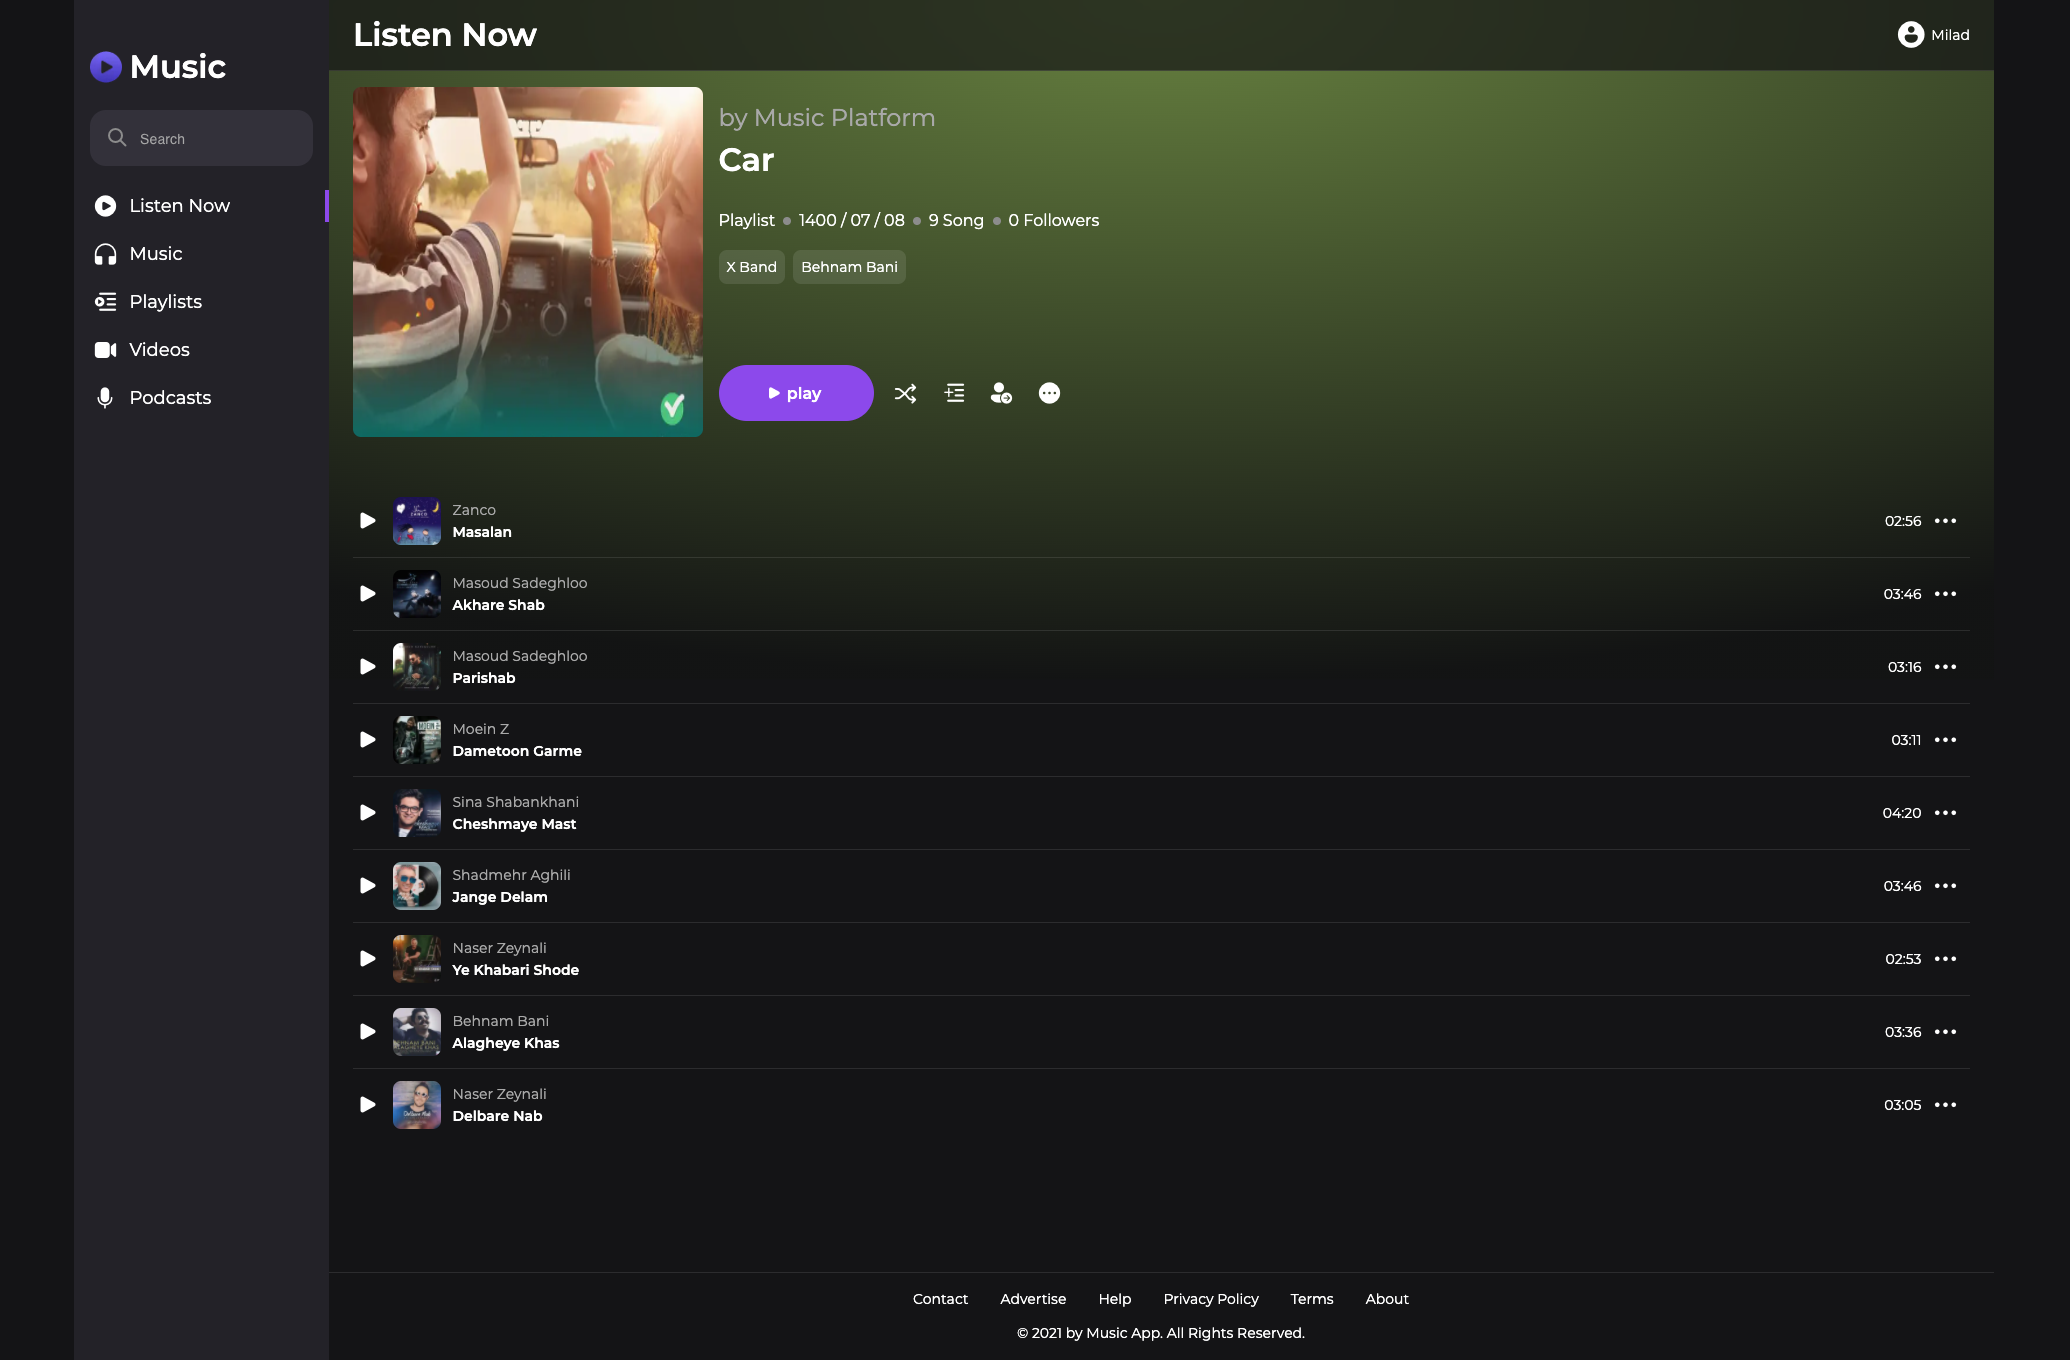 Music
Search
Listen Now
Music
Playlists
Videos
Podcasts
Listen Now
Milad
by Music Platform
Car
Playlist 1400 / 07 / 08 9 Song 0 Followers
X Band Behnam Bani
play
Zanco
Masalan
02:56
Masoud Sadeghloo
Akhare Shab
03:46
Masoud Sadeghloo
Parishab
03:16
Moein Z
Dametoon Garme
03:11
Sina Shabankhani
Cheshmaye Mast
04:20
Shadmehr Aghili
Jange Delam
03:46
Naser Zeynali
Ye Khabari Shode
02:53
Behnam Bani
Alagheye Khas
03:36
Naser Zeynali
Delbare Nab
03:05
Contact Advertise Help Privacy Policy Terms About
© 2021 by Music App. All Rights Reserved.